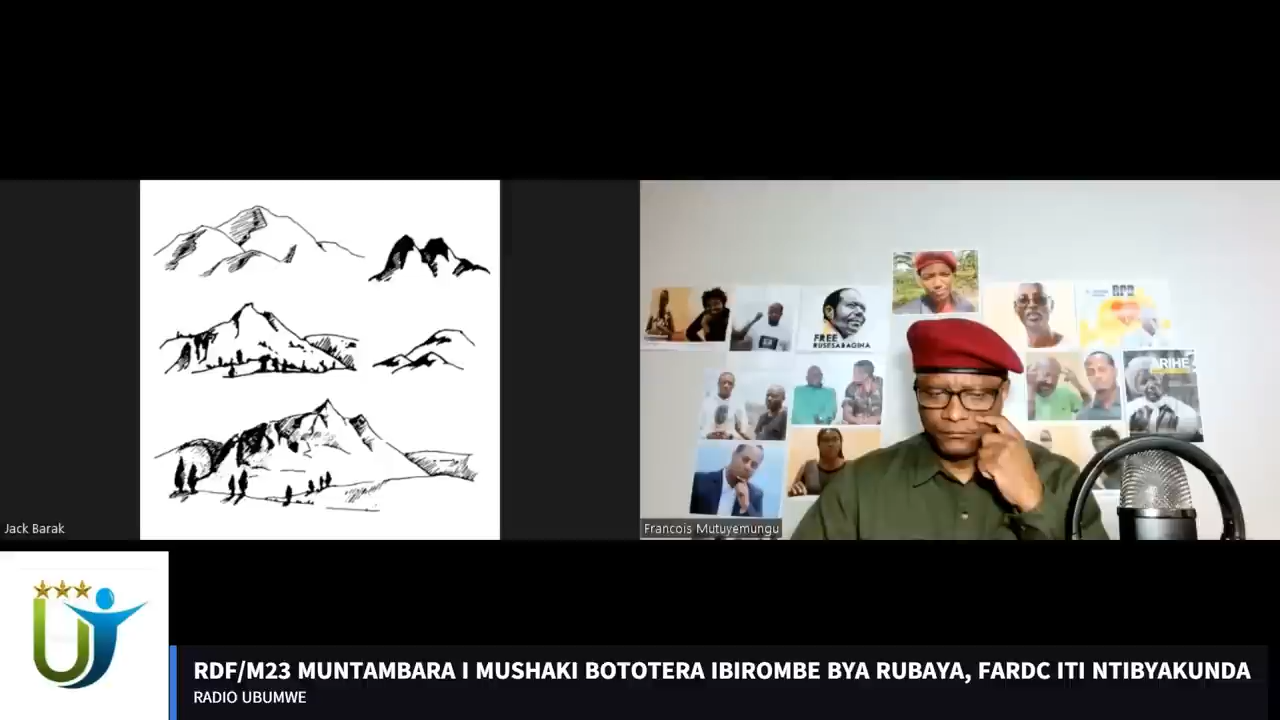 FREE
RUSESABAGINA
RPB
ARIHE
Jack Barak
Francois Mutuyemungu
RDF/M23 MUNTAMBARA I MUSHAKI BOTOTERA IBIROMBE BYA RUBAYA, FARDC ITI NTIBYAKUNDA
RADIO UBUMWE